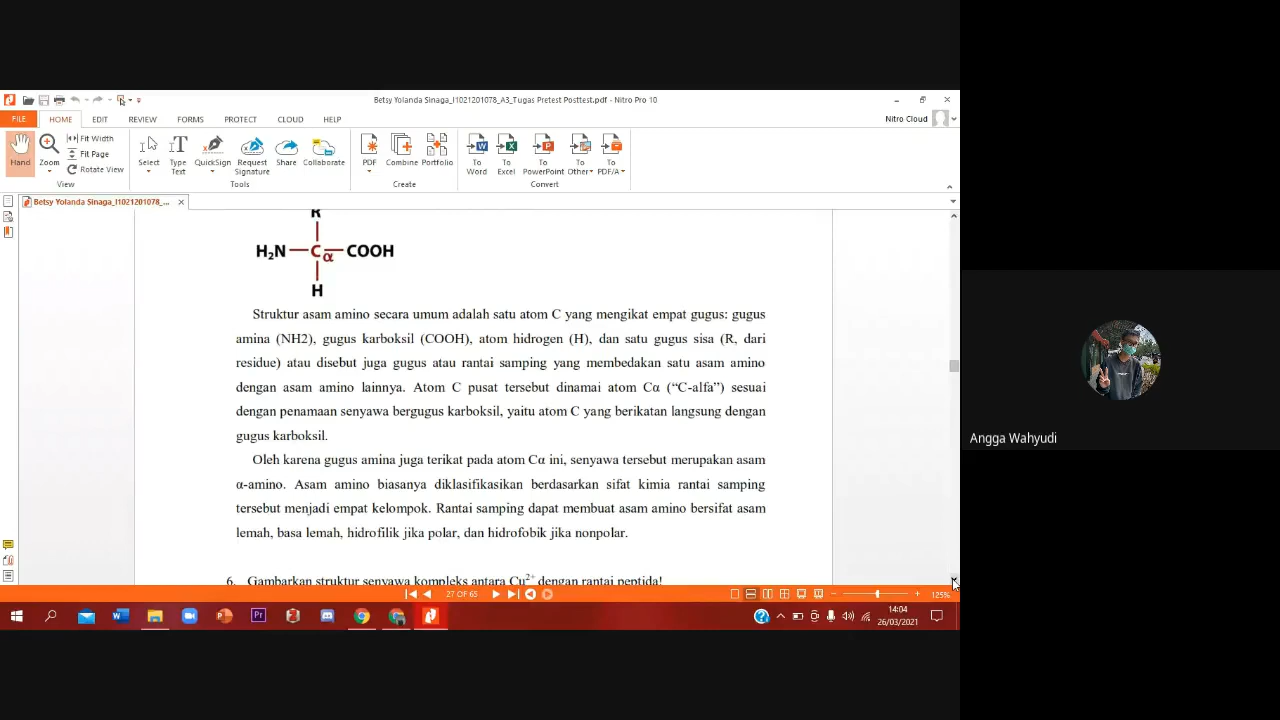 Betsy Yolanda Sinaga_I1021201078_A3_Tugas Pretest Posttest.pdf - Nitro Pro 10
FILE HOME EDIT REVIEW FORMS PROTECT CLOUD HELP
Nitro Cloud
Hand
Zoom
Fit Width
Fit Page
Rotate View
View
Select
Type Text
QuickSign
Request Signature
Share
Collaborate
Tools
PDF
Combine
Portfolio
Create
To Word
To Excel
To PowerPoint
To Other
To PDF/A
Convert
Betsy Yolanda Sinaga_I1021201078_...
R
H₂N C α COOH
H
Struktur asam amino secara umum adalah satu atom C yang mengikat empat gugus: gugus
amina (NH2), gugus karboksil (COOH), atom hidrogen (H), dan satu gugus sisa (R, dari
residue) atau disebut juga gugus atau rantai samping yang membedakan satu asam amino
dengan asam amino lainnya. Atom C pusat tersebut dinamai atom Cα (“C-alfa”) sesuai
dengan penamaan senyawa bergugus karboksil, yaitu atom C yang berikatan langsung dengan
gugus karboksil.
Oleh karena gugus amina juga terikat pada atom Cα ini, senyawa tersebut merupakan asam
α-amino. Asam amino biasanya diklasifikasikan berdasarkan sifat kimia rantai samping
tersebut menjadi empat kelompok. Rantai samping dapat membuat asam amino bersifat asam
lemah, basa lemah, hidrofilik jika polar, dan hidrofobik jika nonpolar.
6. Gambarkan struktur senyawa kompleks antara Cu²⁺ dengan rantai peptida!
27 OF 65
125%
14:04
26/03/2021
Angga Wahyudi